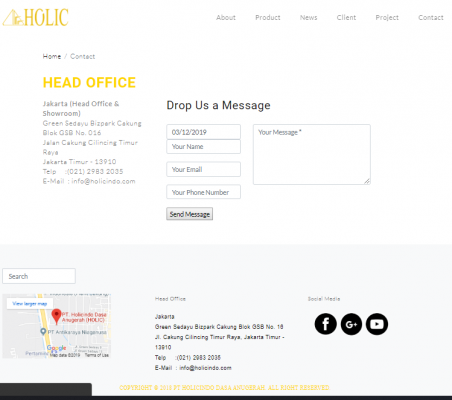 HOLIC
About Product News Client Project Contact
Home / Contact
HEAD OFFICE
Jakarta (Head Office &
Showroom)
Green Sedayu Bizpark Cakung
Blok GSB No. 016
Jalan Cakung Cilincing Timur
Raya
Jakarta Timur - 13910
Telp :(021) 2983 2035
E-Mail : info@holicindo.com
Drop Us a Message
03/12/2019
Your Name
Your Email
Your Phone Number
Your Message *
Send Message
Search
View larger map
PT. Holicindo Dasa
Anugerah (HOLIC)
PT Antikaraya Niagamas
Pertamina
Google
Map data ©2019 Terms of Use
Head Office
Jakarta
Green Sedayu Bizpark Cakung Blok GSB No. 16
Jl. Cakung Cilincing Timur Raya, Jakarta Timur -
13910
Telp :(021) 2983 2035
E-Mail : info@holicindo.com
Social Media
f G+ YouTube
COPYRIGHT © 2018 PT HOLICINDO DASA ANUGERAH. ALL RIGHT RESERVED